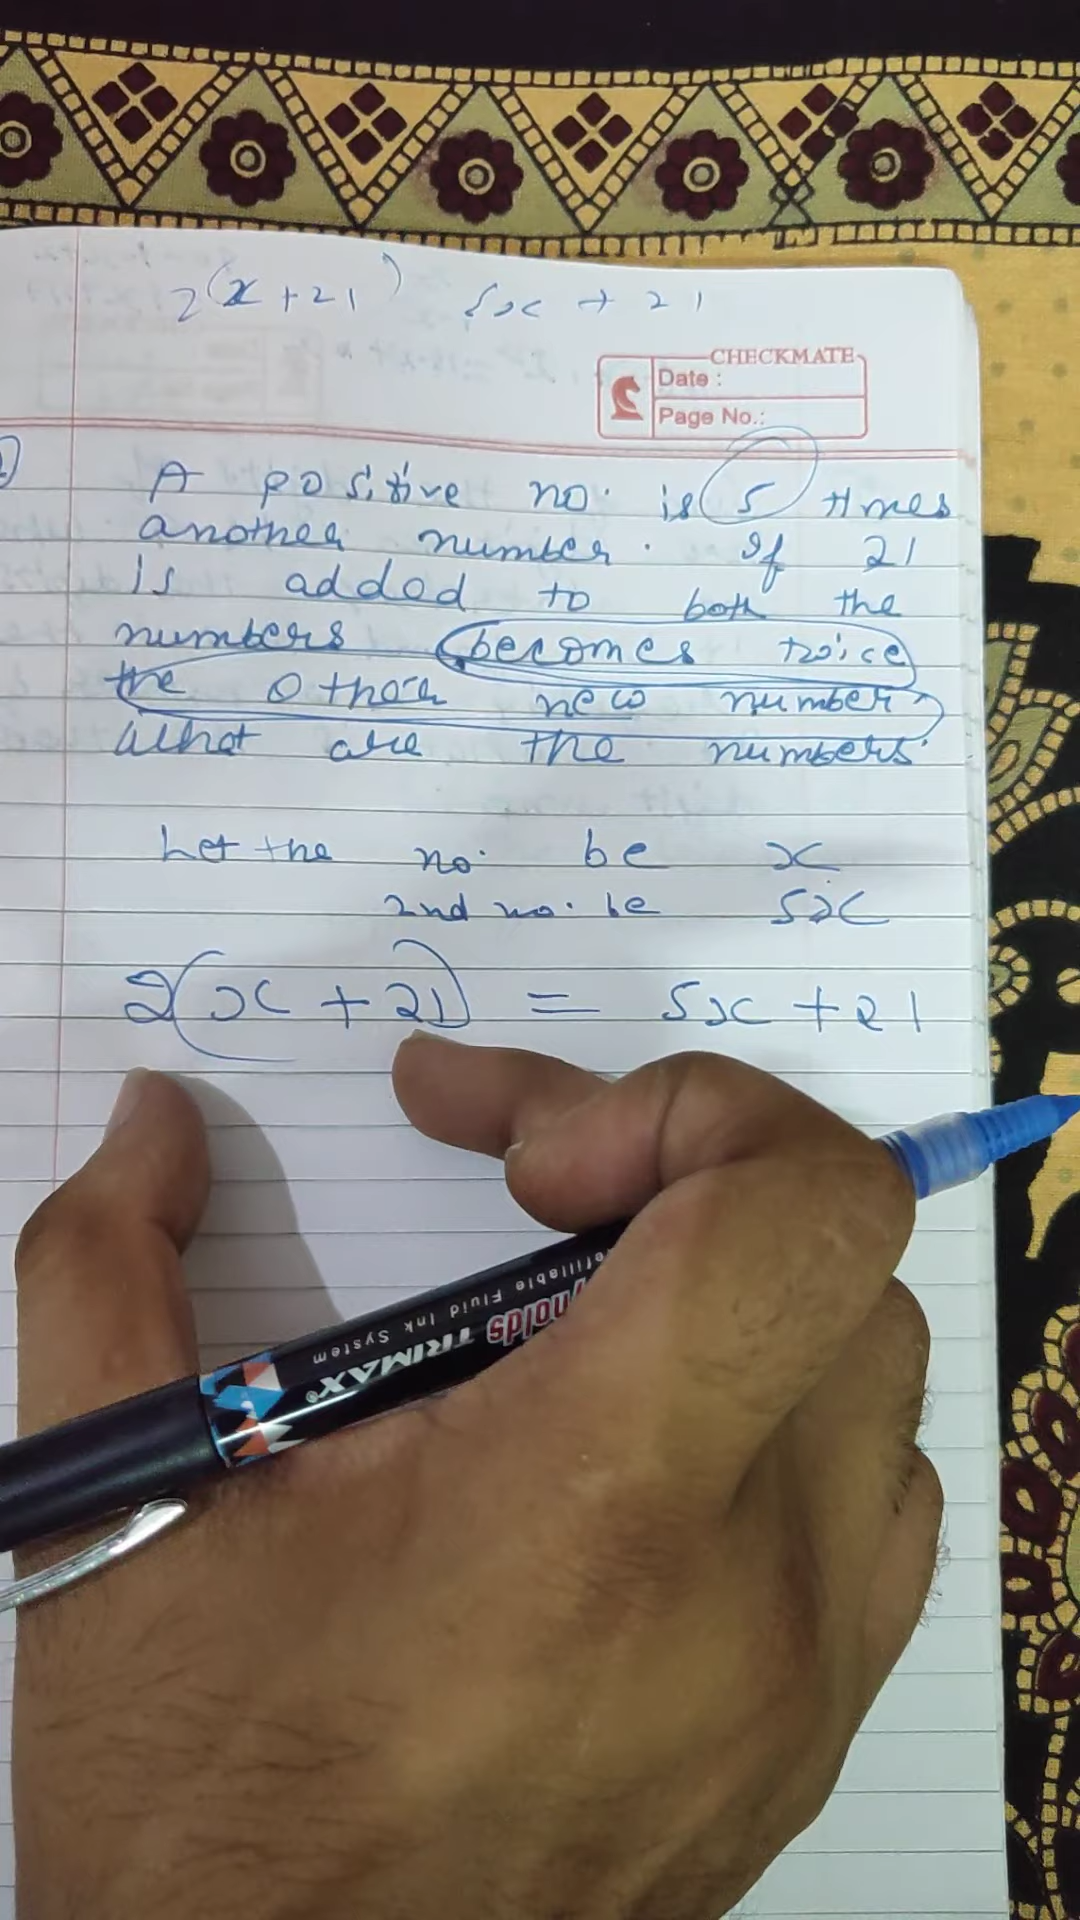 2(x+21) 5x + 21
CHECKMATE
Date :
Page No.:
A positive no. is 5 times
another number. If 21
is added to both the
numbers becomes twice
the other new number
What are the numbers.
Let the no. be x
2nd no. be 5x
2(x + 21) = 5x + 21
Refillable Fluid Ink System
TRIMAX